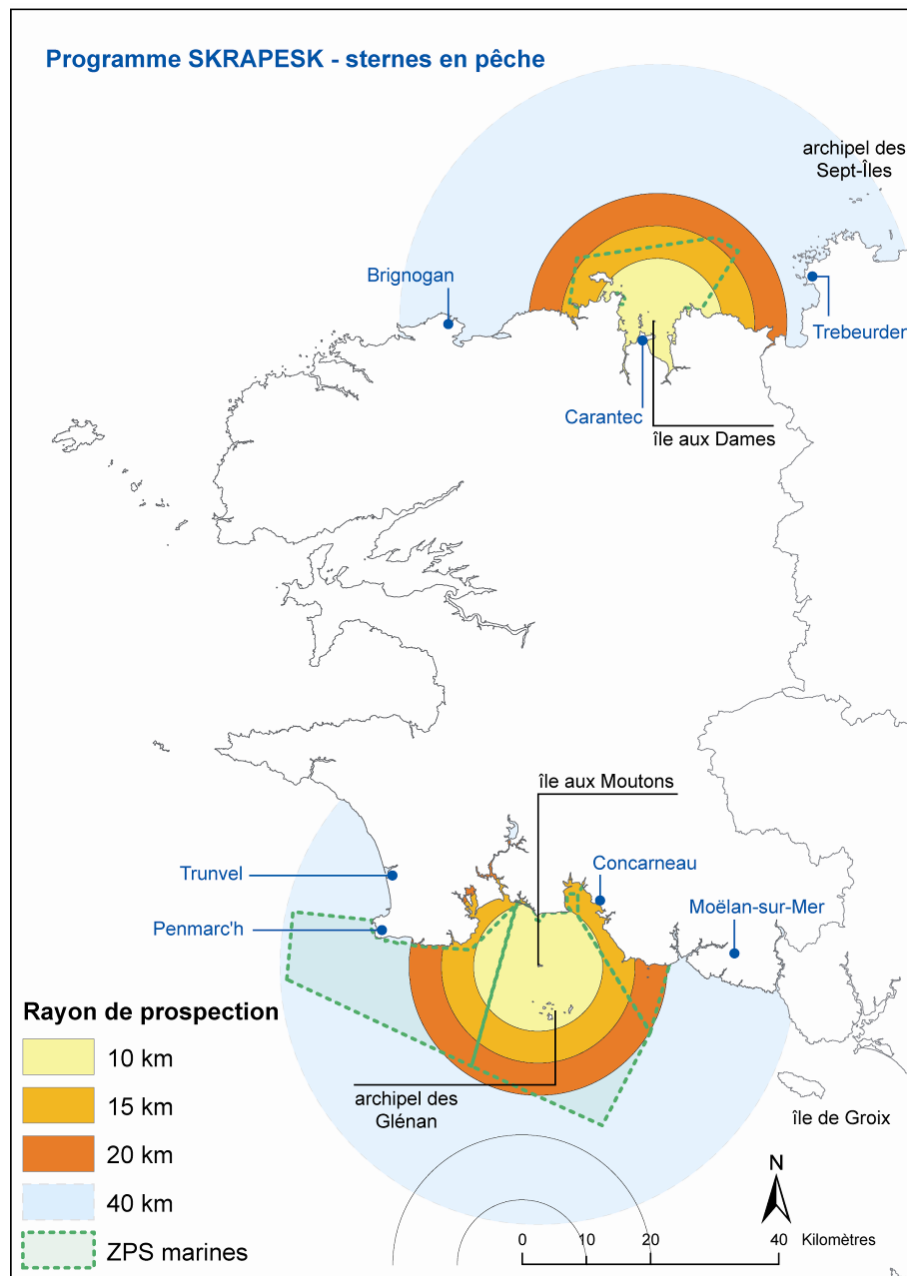 Programme SKRAPESK - sternes en pêche
archipel des
Sept-Îles
Brignogan
Trebeurden
Carantec
île aux Dames
île aux Moutons
Trunvel
Concarneau
Moëlan-sur-Mer
Penmarc'h
Rayon de prospection
10 km
15 km
20 km
40 km
ZPS marines
archipel des
Glénan
île de Groix
N
0 10 20 40 Kilomètres